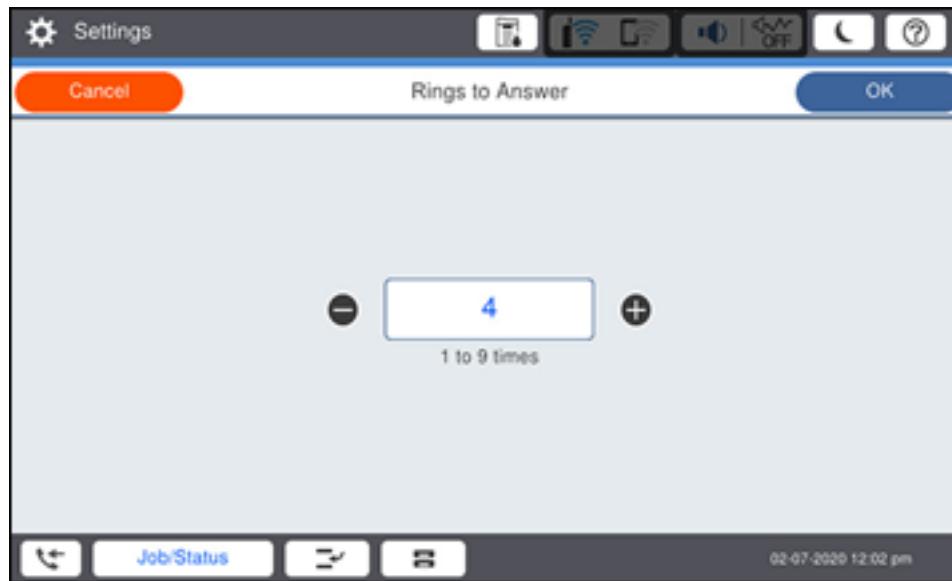 Settings
OFF
Cancel
Rings to Answer
OK
4
1 to 9 times
Job/Status
02-07-2020 12:02 pm